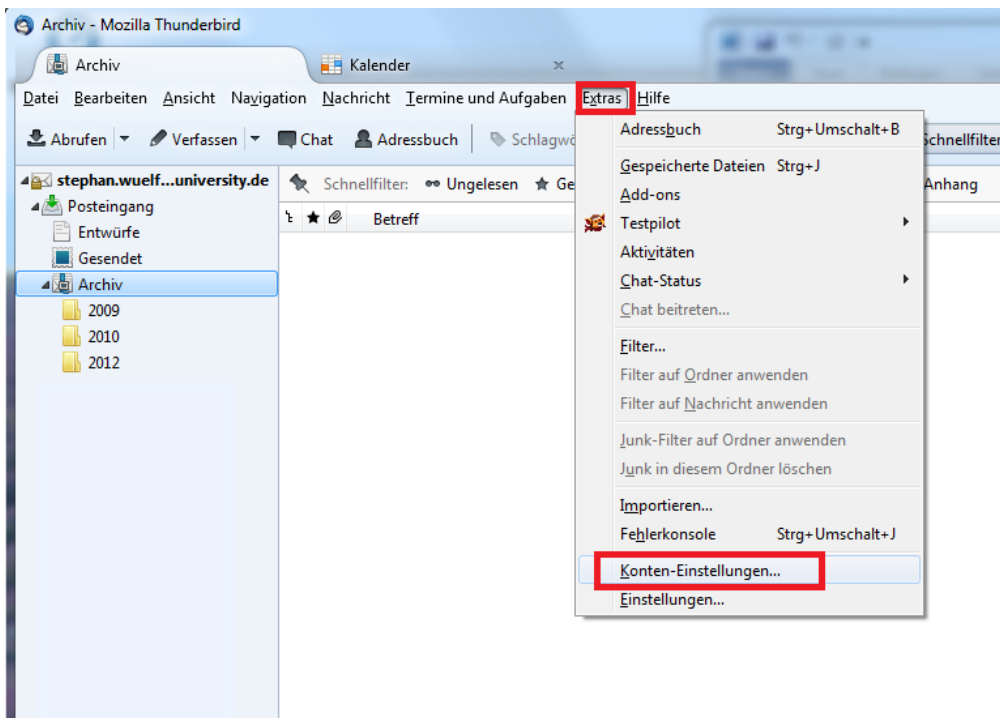 Archiv - Mozilla Thunderbird
Archiv Kalender
Datei Bearbeiten Ansicht Navigation Nachricht Termine und Aufgaben Extras Hilfe
Abrufen Verfassen Chat Adressbuch Schlagwö Schnellfilter
stephan.wuelf...university.de
Schnellfilter: Ungelesen Ge Anhang
Betreff
Posteingang
Entwürfe
Gesendet
Archiv
2009
2010
2012
Adressbuch Strg+Umschalt+B
Gespeicherte Dateien Strg+J
Add-ons
Testpilot
Aktivitäten
Chat-Status
Chat beitreten...
Filter...
Filter auf Ordner anwenden
Filter auf Nachricht anwenden
Junk-Filter auf Ordner anwenden
Junk in diesem Ordner löschen
Importieren...
Fehlerkonsole Strg+Umschalt+J
Konten-Einstellungen...
Einstellungen...